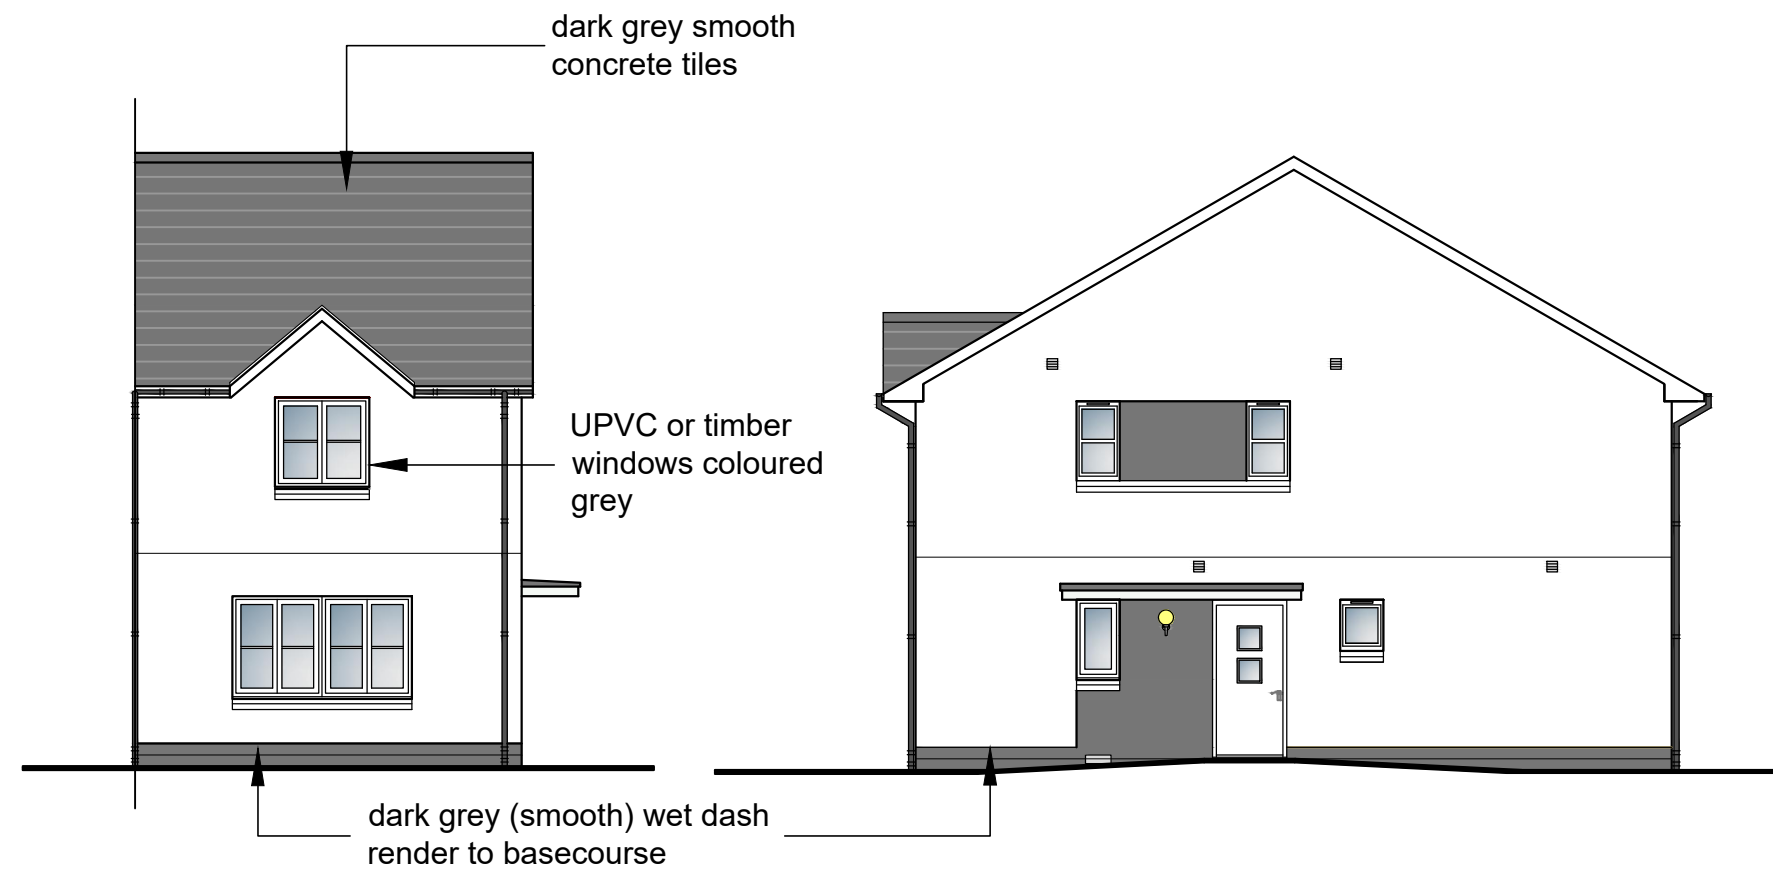 dark grey smooth
concrete tiles
UPVC or timber
windows coloured
grey
dark grey (smooth) wet dash
render to basecourse